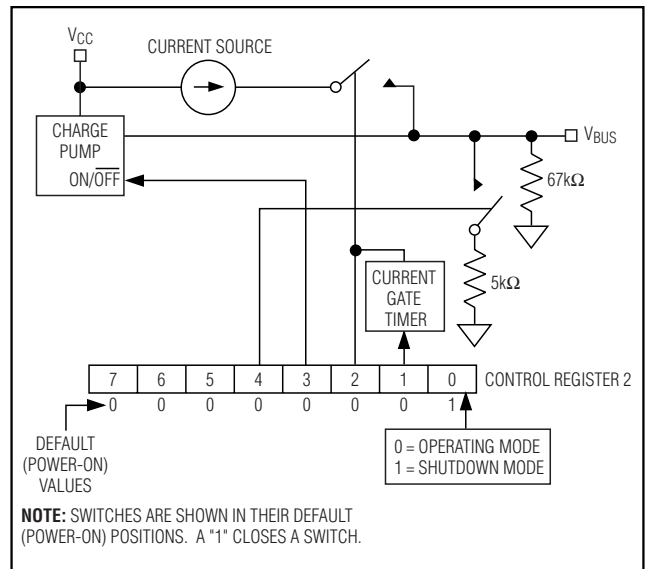 VCC
CURRENT SOURCE
CHARGE
PUMP
ON/OFF
VBUS
67kΩ
5kΩ
CURRENT
GATE
TIMER
7 6 5 4 3 2 1 0 CONTROL REGISTER 2
0 0 0 0 0 0 0 1
DEFAULT
(POWER-ON)
VALUES
0 = OPERATING MODE
1 = SHUTDOWN MODE
NOTE: SWITCHES ARE SHOWN IN THEIR DEFAULT
(POWER-ON) POSITIONS. A "1" CLOSES A SWITCH.